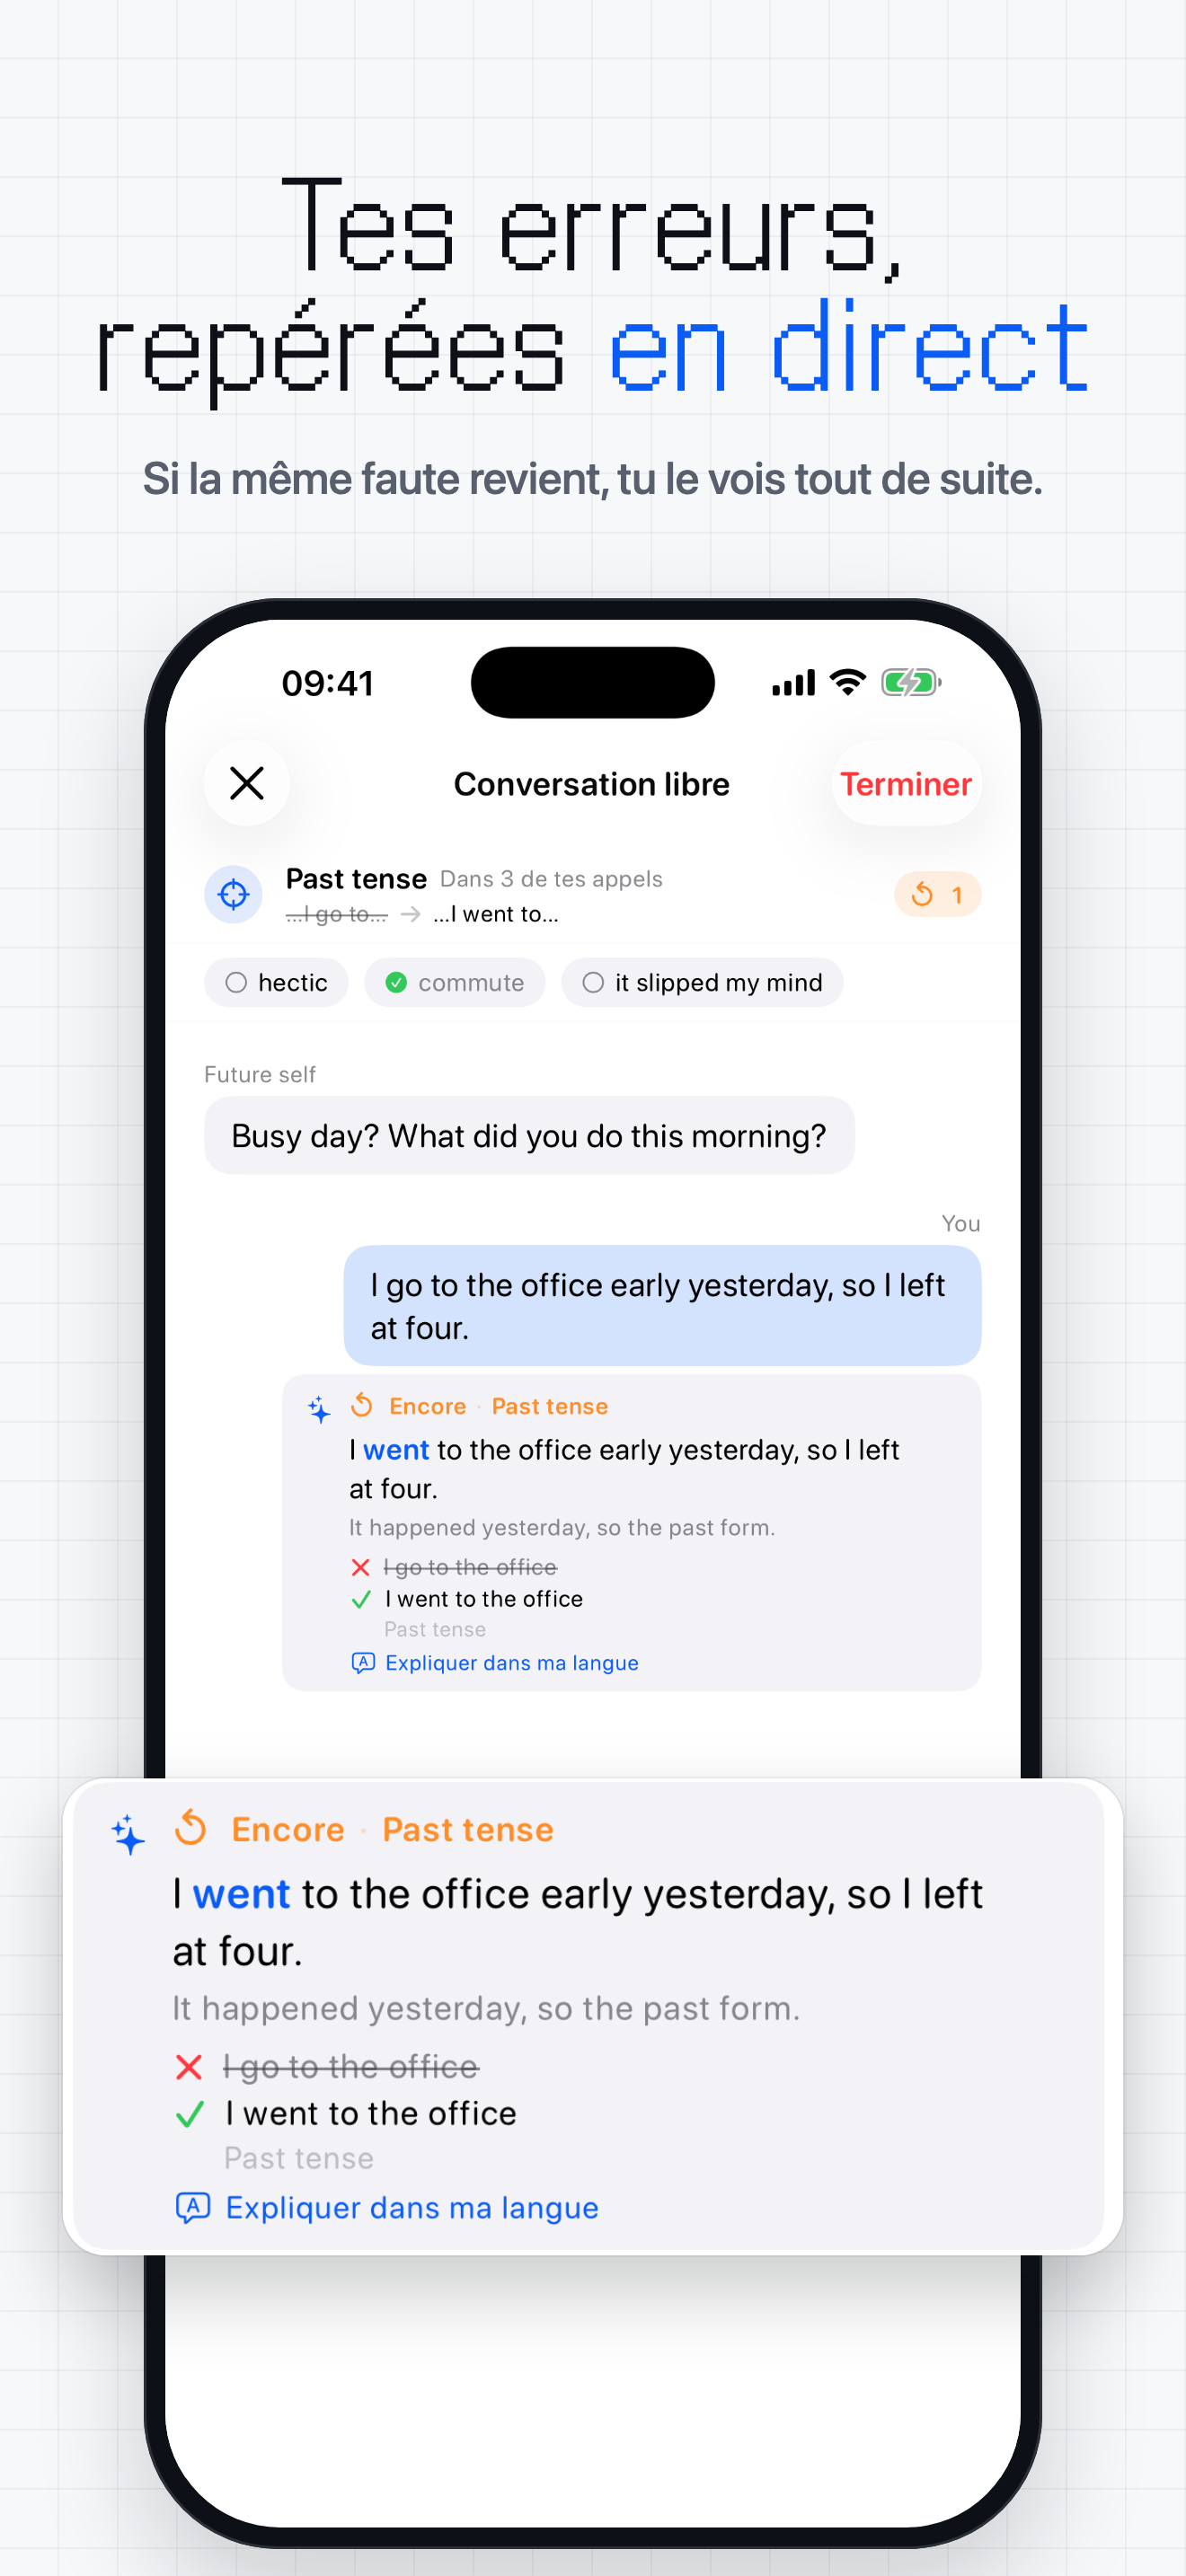 Tes erreurs,
repérées en direct
Si la même faute revient, tu le vois tout de suite.
09:41
Conversation libre
Terminer
Past tense Dans 3 de tes appels
...I go to... → ...I went to...
1
hectic
commute
it slipped my mind
Future self
Busy day? What did you do this morning?
You
I go to the office early yesterday, so I left
at four.
Encore · Past tense
I went to the office early yesterday, so I left
at four.
It happened yesterday, so the past form.
I go to the office
I went to the office
Past tense
Expliquer dans ma langue
Encore · Past tense
I went to the office early yesterday, so I left
at four.
It happened yesterday, so the past form.
I go to the office
I went to the office
Past tense
Expliquer dans ma langue